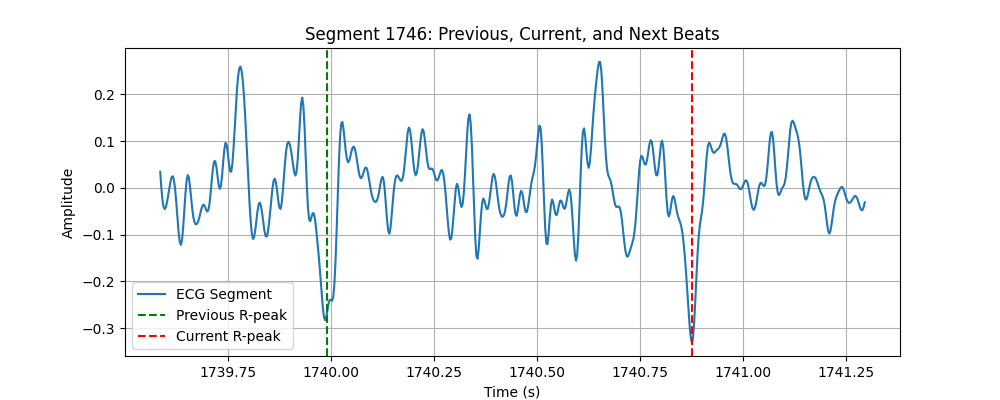 Segment 1746: Previous, Current, and Next Beats
Amplitude
0.2
0.1
0.0
−0.1
−0.2
−0.3
ECG Segment
Previous R-peak
Current R-peak
1739.75 1740.00 1740.25 1740.50 1740.75 1741.00 1741.25
Time (s)